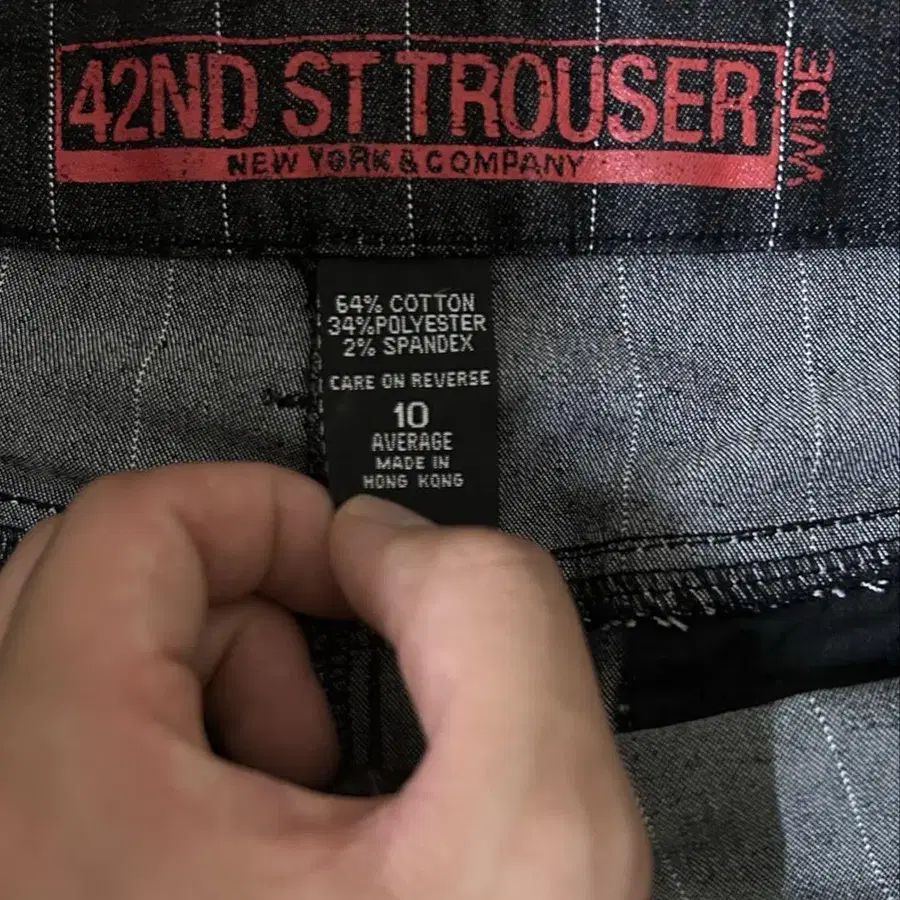 42ND ST TROUSER
WIDE
NEW YORK & COMPANY
64% COTTON
34%POLYESTER
2% SPANDEX
CARE ON REVERSE
10
AVERAGE
MADE IN
HONG KONG